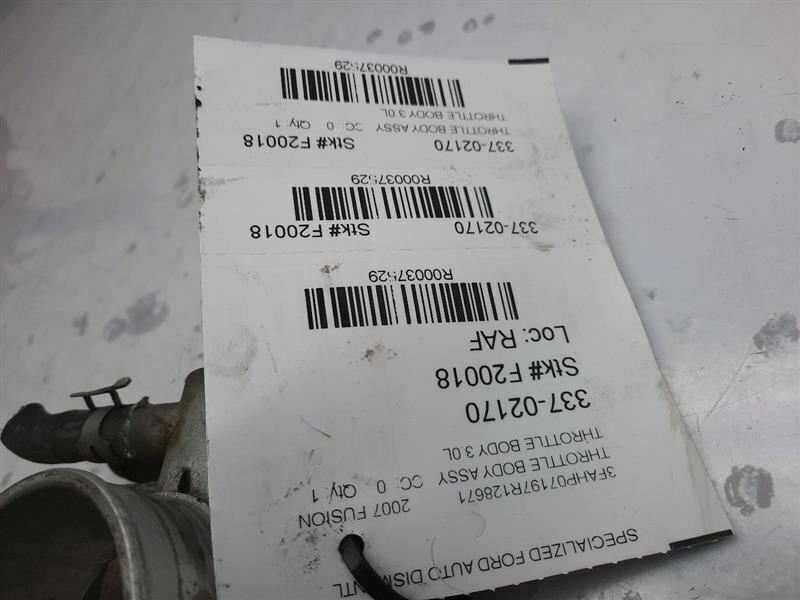 SPECIALIZED FORD AUTO DISMANTL
2007 FUSION
3FAHP07197R128671
THROTTLE BODY ASSY CC: 0 Qty: 1
THROTTLE BODY 3.0L
337-02170
Stk# F20018
Loc: RAF
R00037529
337-02170 Stk# F20018
R00037529
337-02170 Stk# F20018
THROTTLE BODY ASSY CC: 0 Qty: 1
THROTTLE BODY 3.0L
R00037529